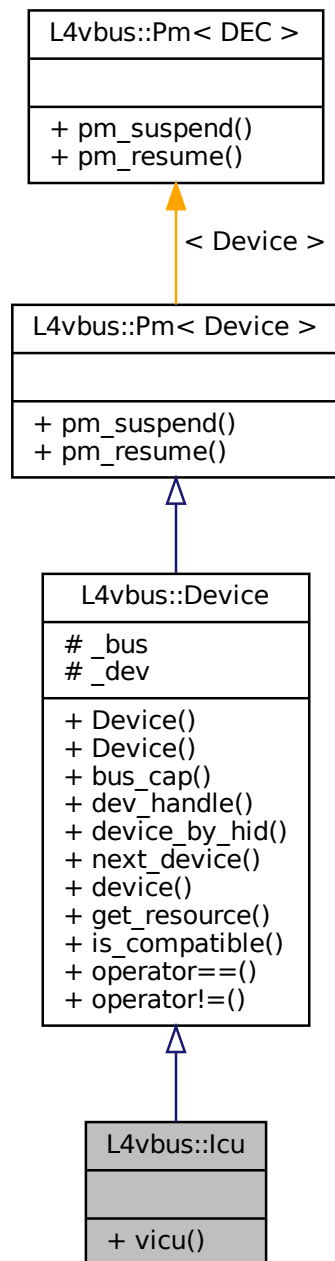 L4vbus::Pm< DEC >
+ pm_suspend()
+ pm_resume()
< Device >
L4vbus::Pm< Device >
+ pm_suspend()
+ pm_resume()
L4vbus::Device
# _bus
# _dev
+ Device()
+ Device()
+ bus_cap()
+ dev_handle()
+ device_by_hid()
+ next_device()
+ device()
+ get_resource()
+ is_compatible()
+ operator==()
+ operator!=()
L4vbus::Icu
+ vicu()